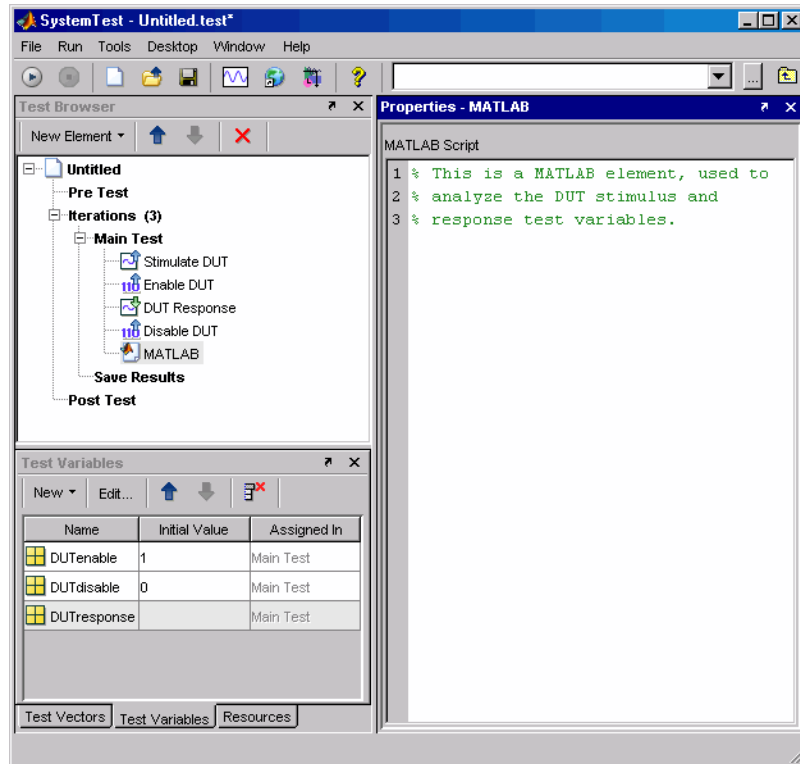 SystemTest - Untitled.test*
File Run Tools Desktop Window Help
Test Browser
New Element
Untitled
Pre Test
Iterations (3)
Main Test
Stimulate DUT
Enable DUT
DUT Response
Disable DUT
MATLAB
Save Results
Post Test
Test Variables
New Edit...
Name Initial Value Assigned In
DUTenable 1 Main Test
DUTdisable 0 Main Test
DUTresponse Main Test
Test Vectors Test Variables Resources
Properties - MATLAB
MATLAB Script
1 % This is a MATLAB element, used to
2 % analyze the DUT stimulus and
3 % response test variables.